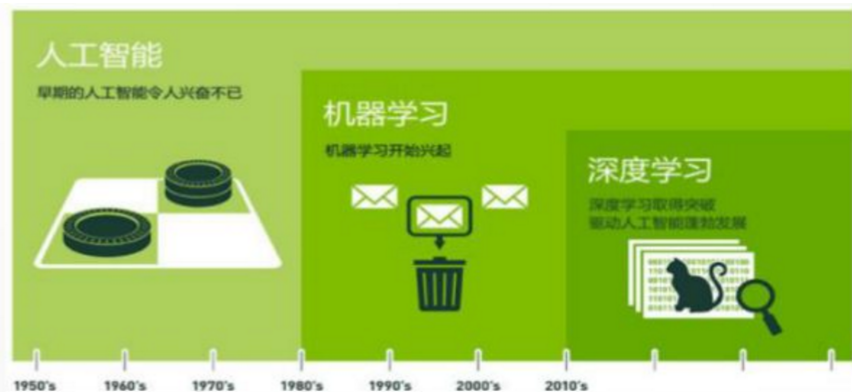 人工智能
早期的人工智能令人兴奋不已
机器学习
机器学习开始兴起
深度学习
深度学习取得突破
驱动人工智能蓬勃发展
1950's 1960's 1970's 1980's 1990's 2000's 2010's